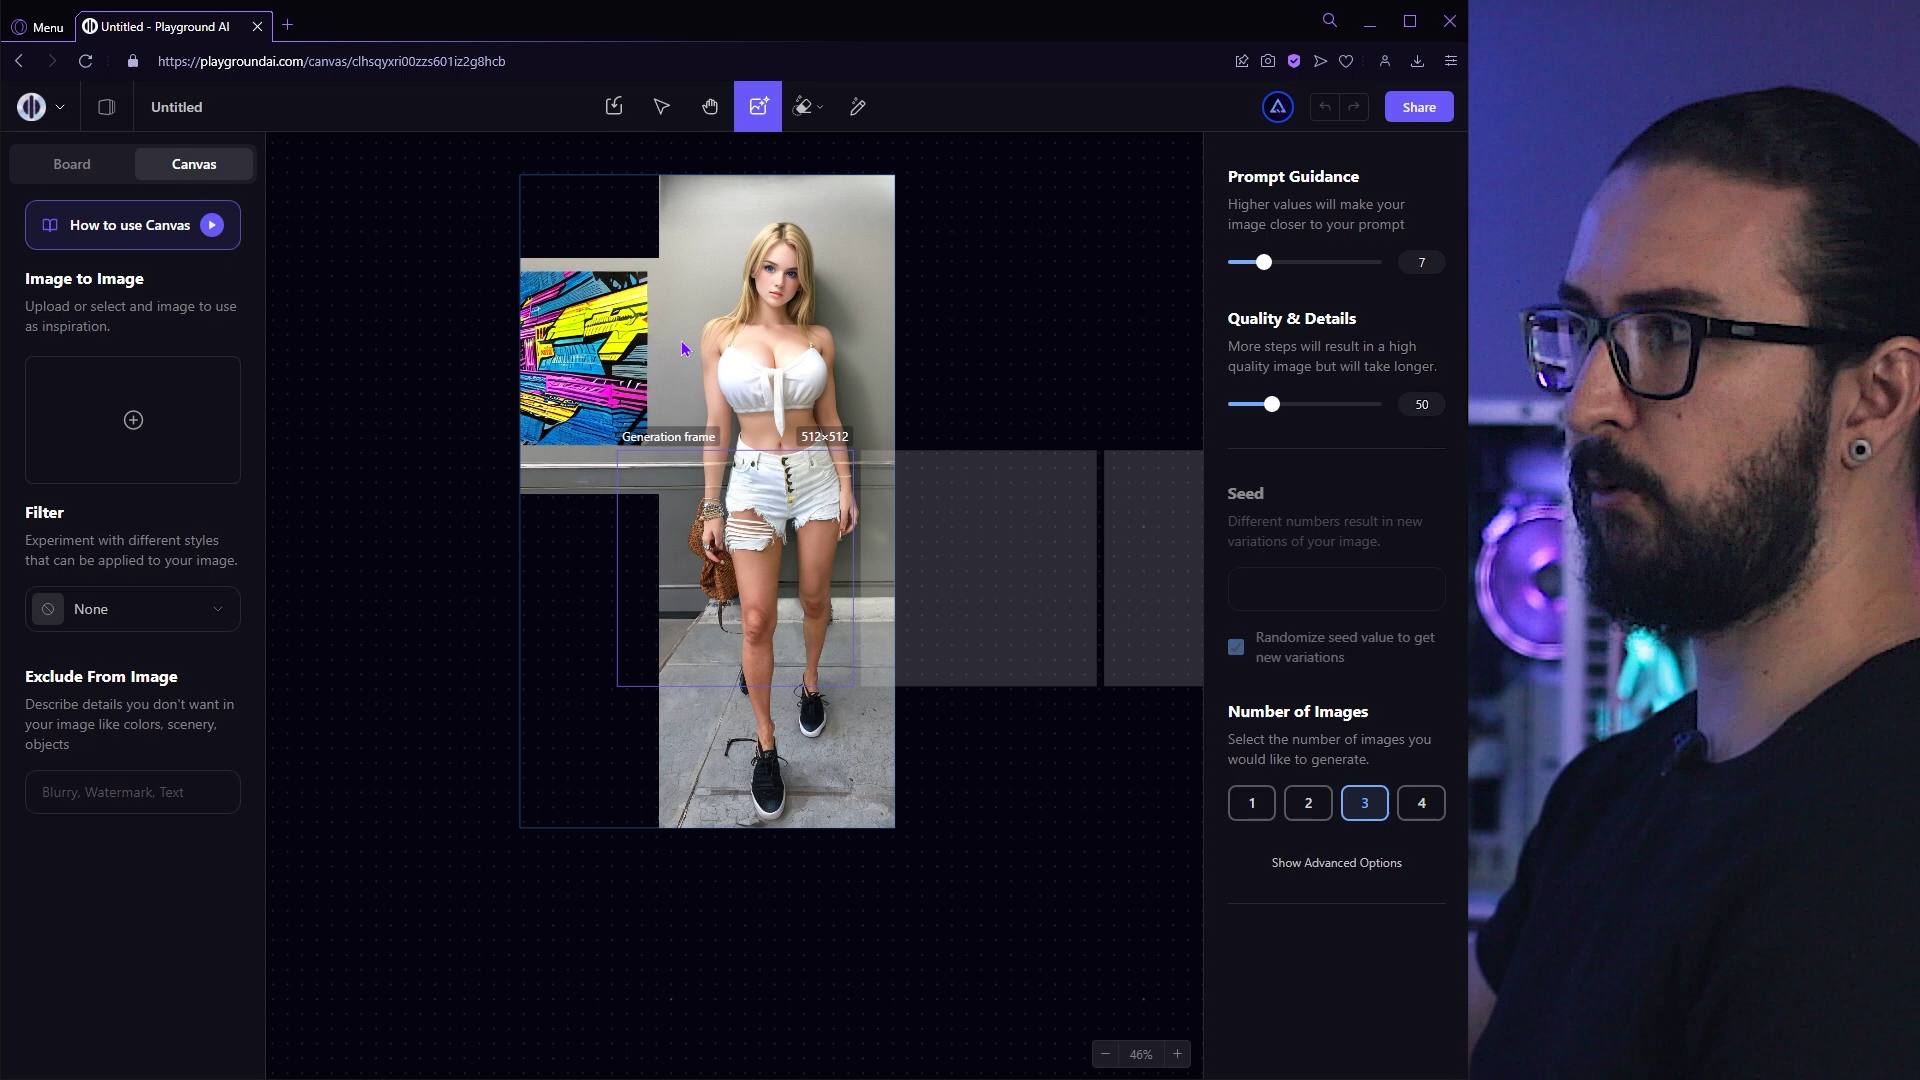 Menu
Untitled - Playground AI
https://playgroundai.com/canvas/clhsqyxri00zzs601iz2g8hcb
Untitled
Share
Board
Canvas
How to use Canvas
Image to Image
Upload or select and image to use
as inspiration.
Filter
Experiment with different styles
that can be applied to your image.
None
Exclude From Image
Describe details you don't want in
your image like colors, scenery,
objects
Blurry, Watermark, Text
Generation frame
512×512
46%
Prompt Guidance
Higher values will make your
image closer to your prompt
7
Quality & Details
More steps will result in a high
quality image but will take longer.
50
Seed
Different numbers result in new
variations of your image.
Randomize seed value to get
new variations
Number of Images
Select the number of images you
would like to generate.
1
2
3
4
Show Advanced Options